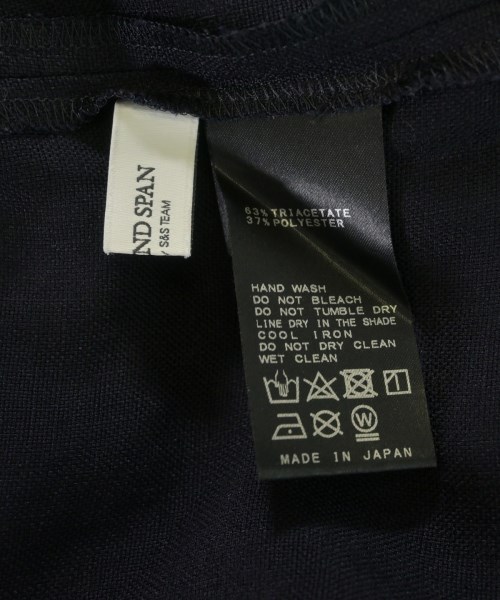 ND SPAN
Y S&S TEAM
63% TRIACETATE
37% POLYESTER
HAND WASH
DO NOT BLEACH
DO NOT TUMBLE DRY
LINE DRY IN THE SHADE
COOL IRON
DO NOT DRY CLEAN
WET CLEAN
W
MADE IN JAPAN